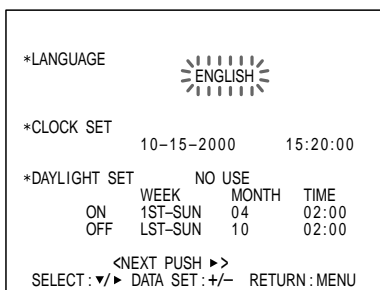 *LANGUAGE
ENGLISH
*CLOCK SET
10–15–2000 15:20:00
*DAYLIGHT SET NO USE
WEEK MONTH TIME
ON 1ST–SUN 04 02:00
OFF LST–SUN 10 02:00
<NEXT PUSH ►>
SELECT : ▼/► DATA SET : +/– RETURN : MENU